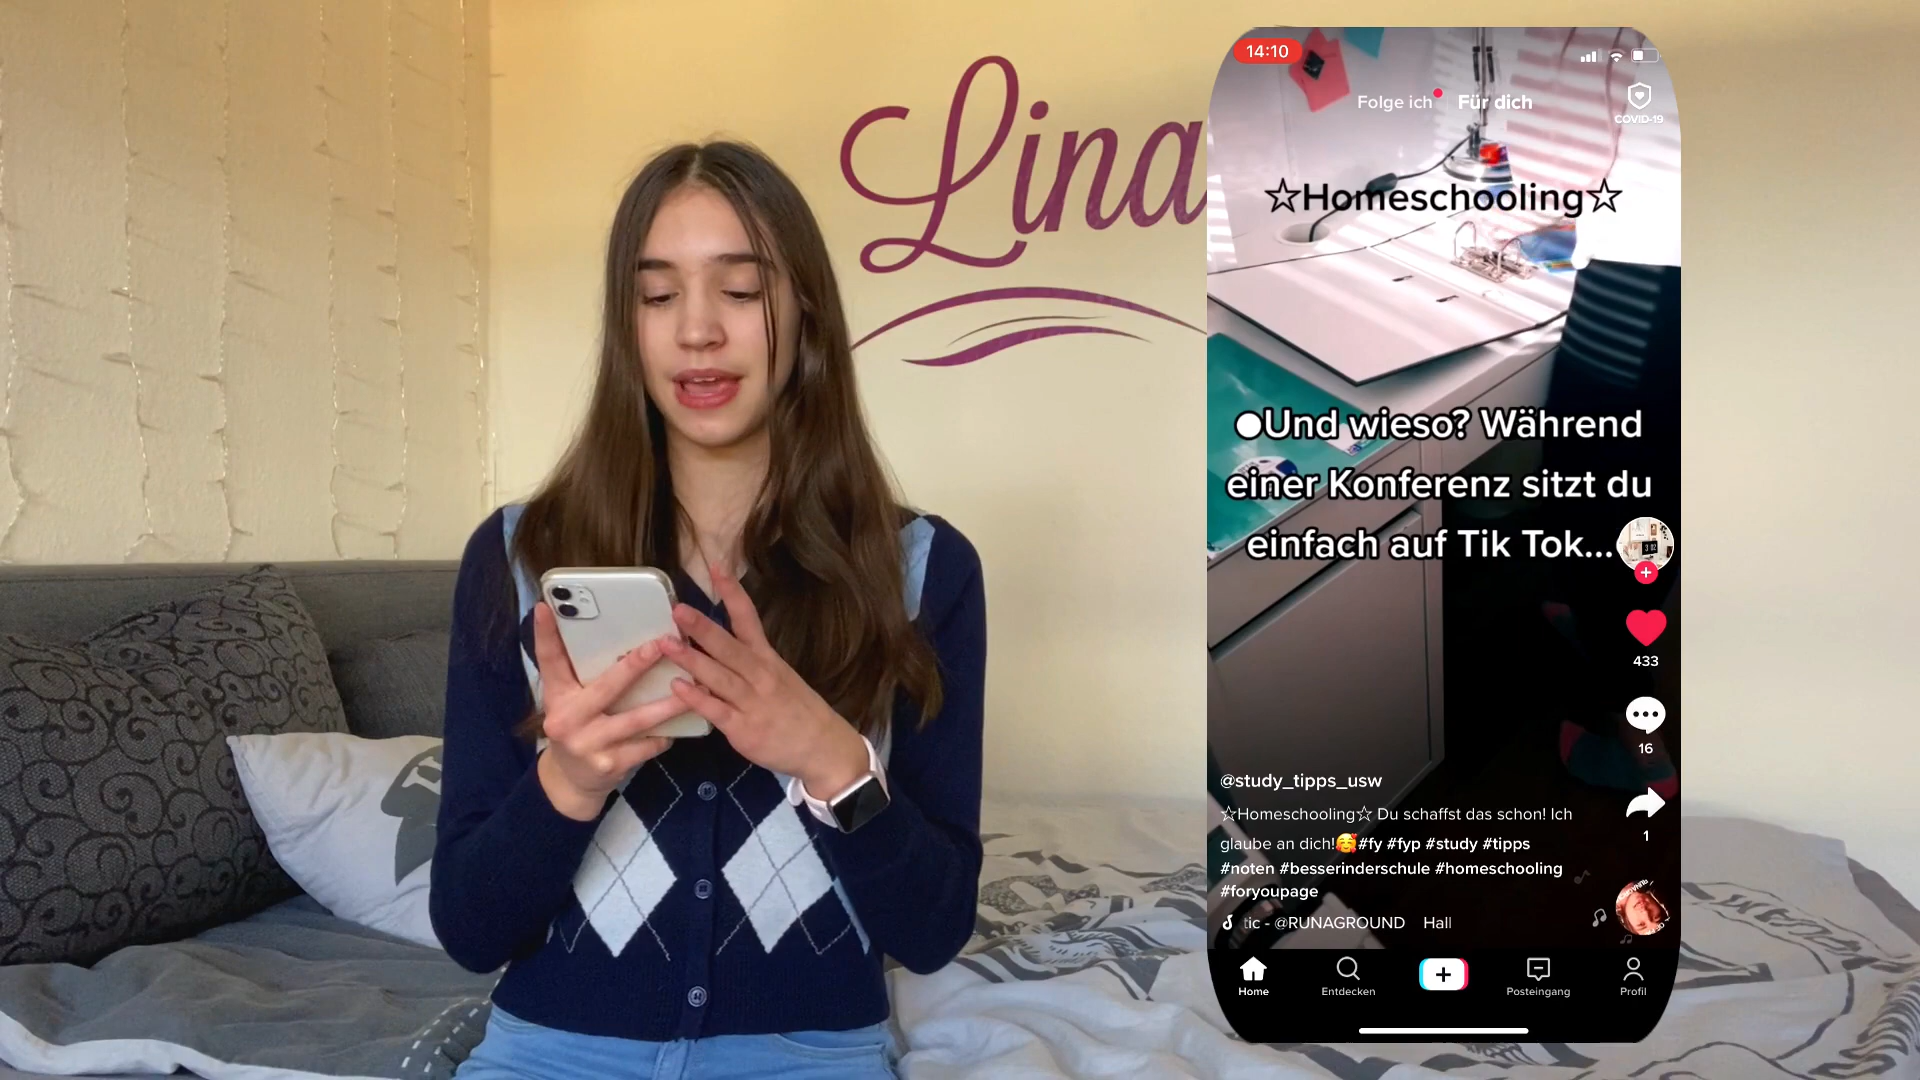 Lina
14:10
Folge ich
Für dich
COVID-19
☆Homeschooling☆
●Und wieso? Während
einer Konferenz sitzt du
einfach auf Tik Tok...
433
16
1
@study_tipps_usw
☆Homeschooling☆ Du schaffst das schon! Ich
glaube an dich!🥰#fy #fyp #study #tipps
#noten #besserinderschule #homeschooling
#foryoupage
tic - @RUNAGROUND Hall
Home
Entdecken
Posteingang
Profil